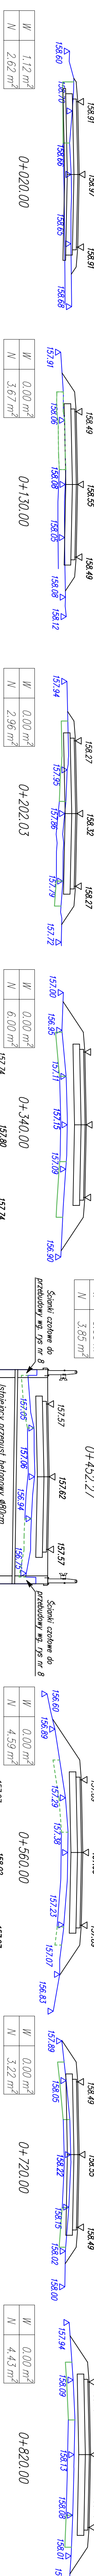 158.91 158.97 158.91
158.60 158.70 158.66 158.65 158.68
0+020.00
W 1.12 m²
N 2.62 m²
158.49 158.55 158.49
157.91 158.06 158.08 158.05 158.08 158.12
0+130.00
W 0.00 m²
N 3.67 m²
158.27 158.32 158.27
157.94 157.95 157.86 157.79 157.72
0+202.03
W 0.00 m²
N 2.96 m²
157.00 156.95 157.11 157.15 157.09 156.90
0+340.00
W 0.00 m²
N 6.00 m²
157.74 157.80 157.74
0+452.27
N 3.85 m²
Ścianki czołowe do
przebudowy wg. rys nr 8
157.57 157.62 157.57
Ścianki czołowe do
przebudowy wg. rys nr 8
157.05 157.06 156.94 156.75
Istniejący przepust betonowy ø80cm
156.60 156.89 157.29 157.38 157.23 157.07 156.83
0+560.00
W 0.00 m²
N 4.59 m²
158.49 158.49
157.89 158.05 158.22 158.15 158.02 158.00
0+720.00
W 0.00 m²
N 3.22 m²
157.94 158.09 158.13 158.08 158.01
0+820.00
W 0.00 m²
N 4.43 m²